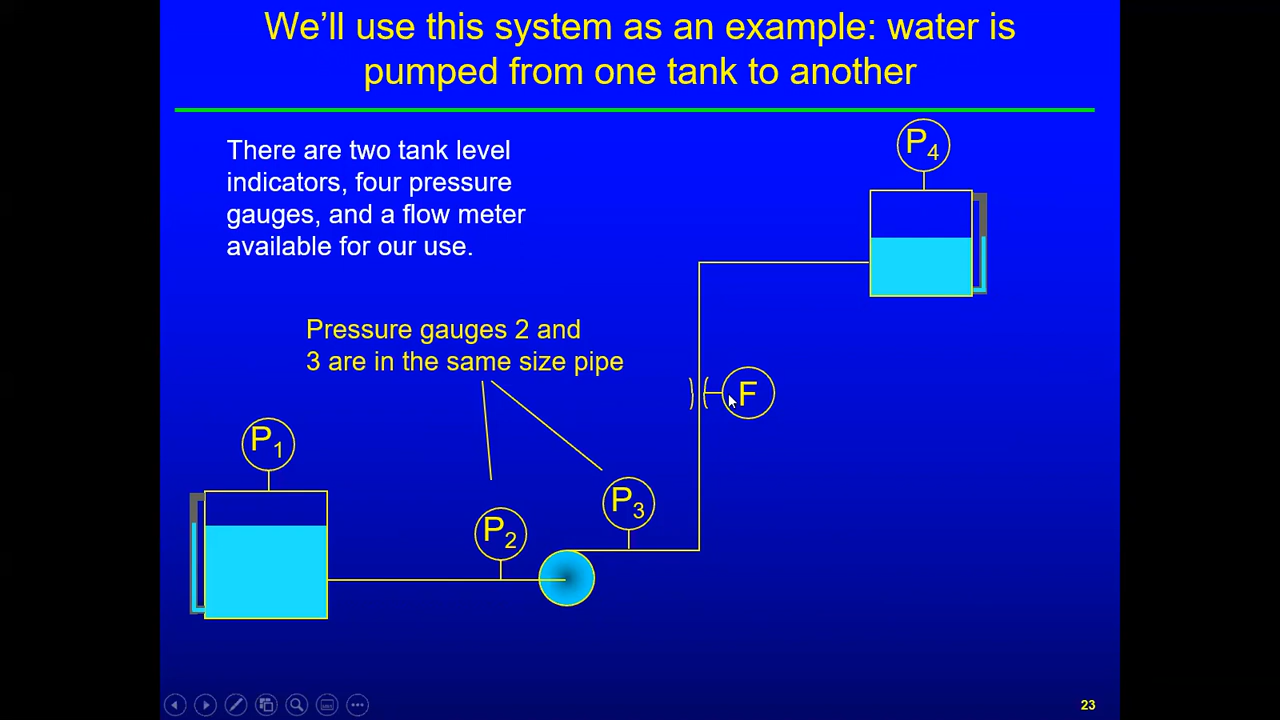 We’ll use this system as an example: water is
pumped from one tank to another
There are two tank level
indicators, four pressure
gauges, and a flow meter
available for our use.
P4
Pressure gauges 2 and
3 are in the same size pipe
F
P1
P3
P2
23